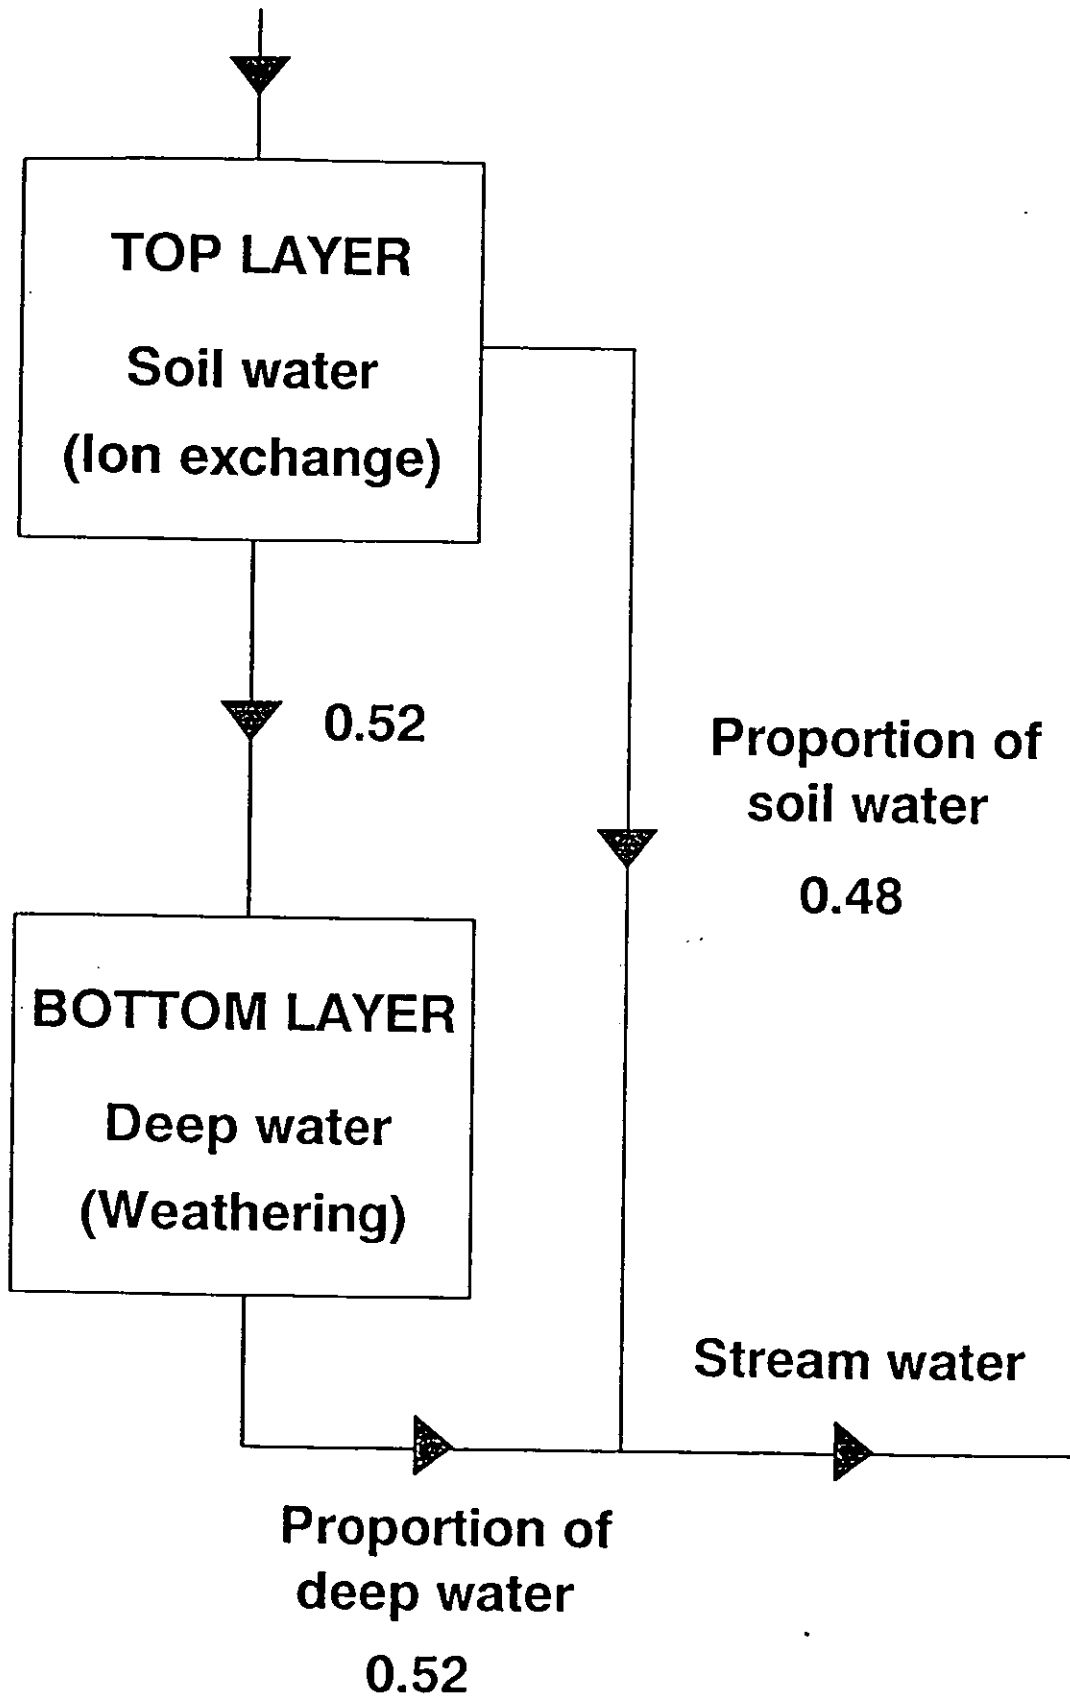 TOP LAYER
Soil water
(Ion exchange)
0.52
Proportion of
soil water
0.48
BOTTOM LAYER
Deep water
(Weathering)
Stream water
Proportion of
deep water
0.52